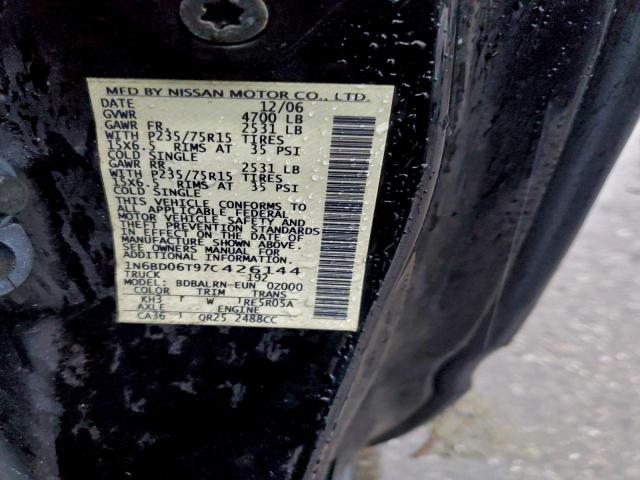 MFD BY NISSAN MOTOR CO., LTD.
DATE 12/06
GVWR 4700 LB
GAWR FR. 2531 LB
WITH P235/75R15 TIRES
15X6.5 RIMS AT 35 PSI
COLD SINGLE
GAWR RR. 2531 LB
WITH P235/75R15 TIRES
15X6.5 RIMS AT 35 PSI
COLD SINGLE
THIS VEHICLE CONFORMS TO
ALL APPLICABLE FEDERAL
MOTOR VEHICLE SAFETY AND
THEFT PREVENTION STANDARDS
IN EFFECT ON THE DATE OF
MANUFACTURE SHOWN ABOVE.
SEE OWNERS MANUAL FOR
ADDITIONAL INFORMATION
1N6BD06T97C426144
TRUCK 192
MODEL: BDBALRN-EUN 02000
COLOR TRIM TRANS
KH3 W RE5R05A
AXLE ENGINE
CA36 QR25 2488CC